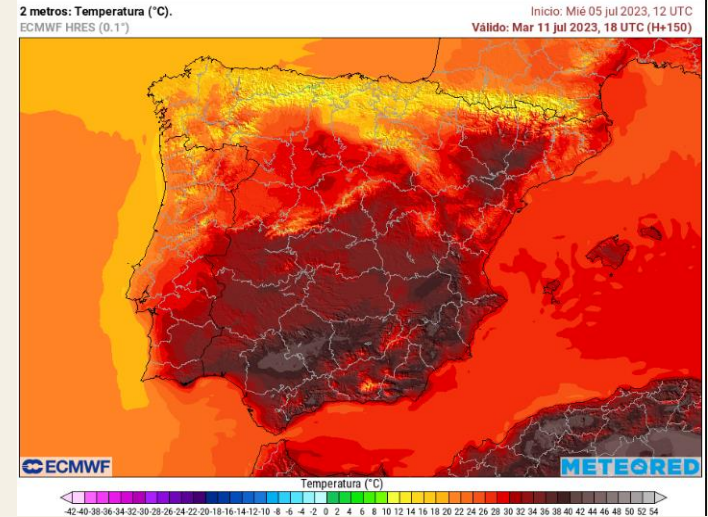 2 metros: Temperatura (°C).
Inicio: Mié 05 jul 2023, 12 UTC
ECMWF HRES (0.1°)
Válido: Mar 11 jul 2023, 18 UTC (H+150)
ECMWF
METEORED
Temperatura (°C)
-42-40-38-36-34-32-30-28-26-24-22-20-18-16-14-12-10 -8 -6 -4 -2 0 2 4 6 8 10 12 14 16 18 20 22 24 26 28 30 32 34 36 38 40 42 44 46 48 50 52 54